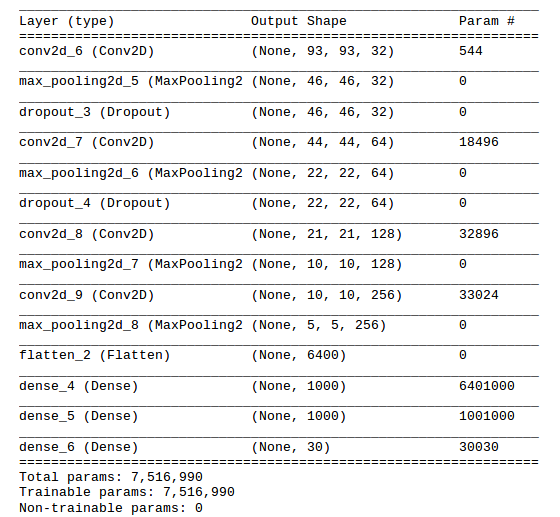 Layer (type) Output Shape Param #
conv2d_6 (Conv2D) (None, 93, 93, 32) 544
max_pooling2d_5 (MaxPooling2 (None, 46, 46, 32) 0
dropout_3 (Dropout) (None, 46, 46, 32) 0
conv2d_7 (Conv2D) (None, 44, 44, 64) 18496
max_pooling2d_6 (MaxPooling2 (None, 22, 22, 64) 0
dropout_4 (Dropout) (None, 22, 22, 64) 0
conv2d_8 (Conv2D) (None, 21, 21, 128) 32896
max_pooling2d_7 (MaxPooling2 (None, 10, 10, 128) 0
conv2d_9 (Conv2D) (None, 10, 10, 256) 33024
max_pooling2d_8 (MaxPooling2 (None, 5, 5, 256) 0
flatten_2 (Flatten) (None, 6400) 0
dense_4 (Dense) (None, 1000) 6401000
dense_5 (Dense) (None, 1000) 1001000
dense_6 (Dense) (None, 30) 30030
Total params: 7,516,990
Trainable params: 7,516,990
Non-trainable params: 0